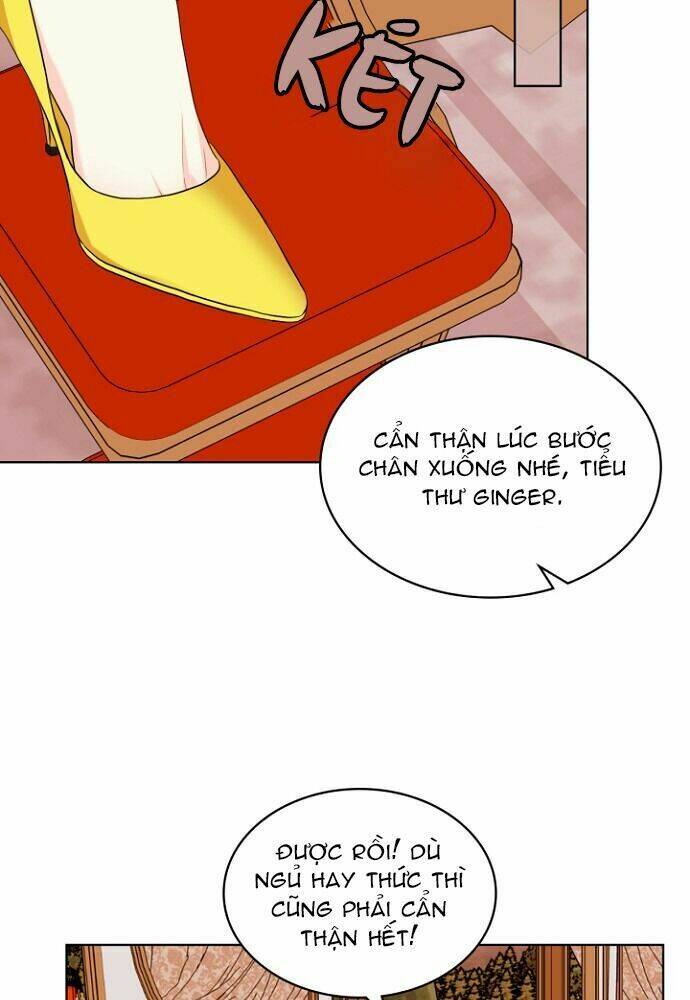 KÉT
CẨN THẬN LÚC BƯỚC
CHÂN XUỐNG NHÉ, TIỂU
THƯ GINGER.
ĐƯỢC RỒI! DÙ
NGỦ HAY THỨC THÌ
CŨNG PHẢI CẨN
THẬN HẾT!